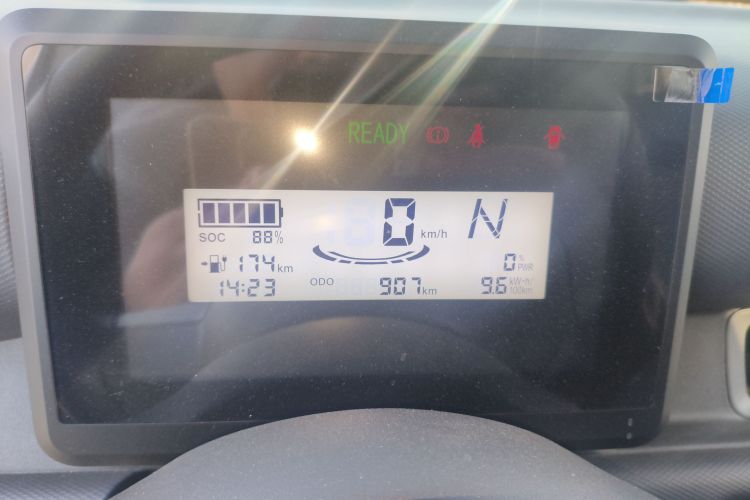 READY
SOC 88%
0 km/h
N
174 km
0 % PWR
14:23
ODO 907 km
9.6 kW·h/100km